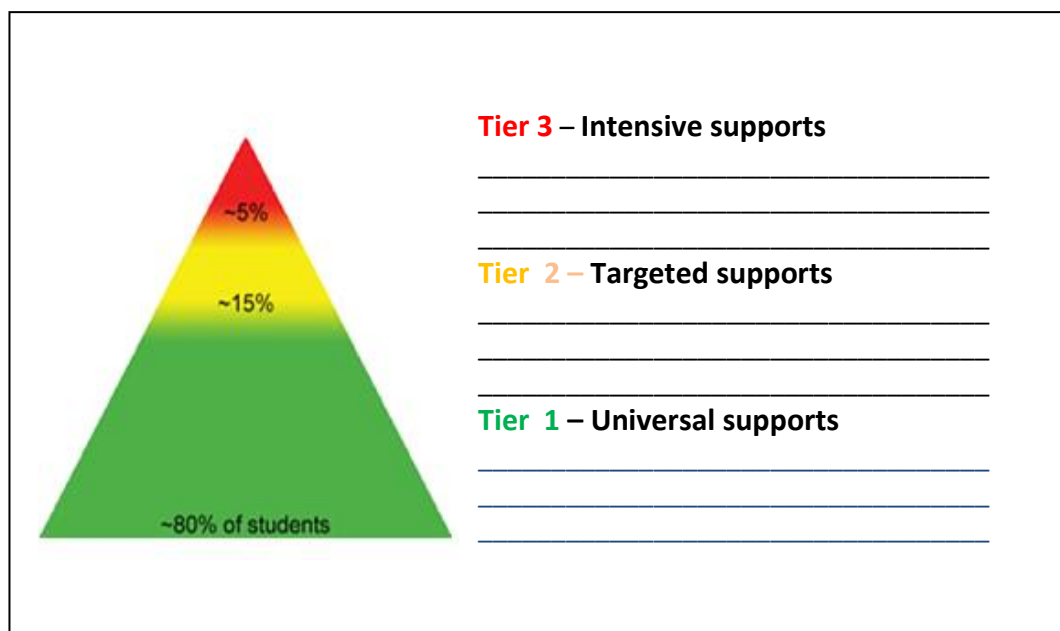 Tier 3 – Intensive supports
~5%
Tier 2 – Targeted supports
~15%
Tier 1 – Universal supports
~80% of students